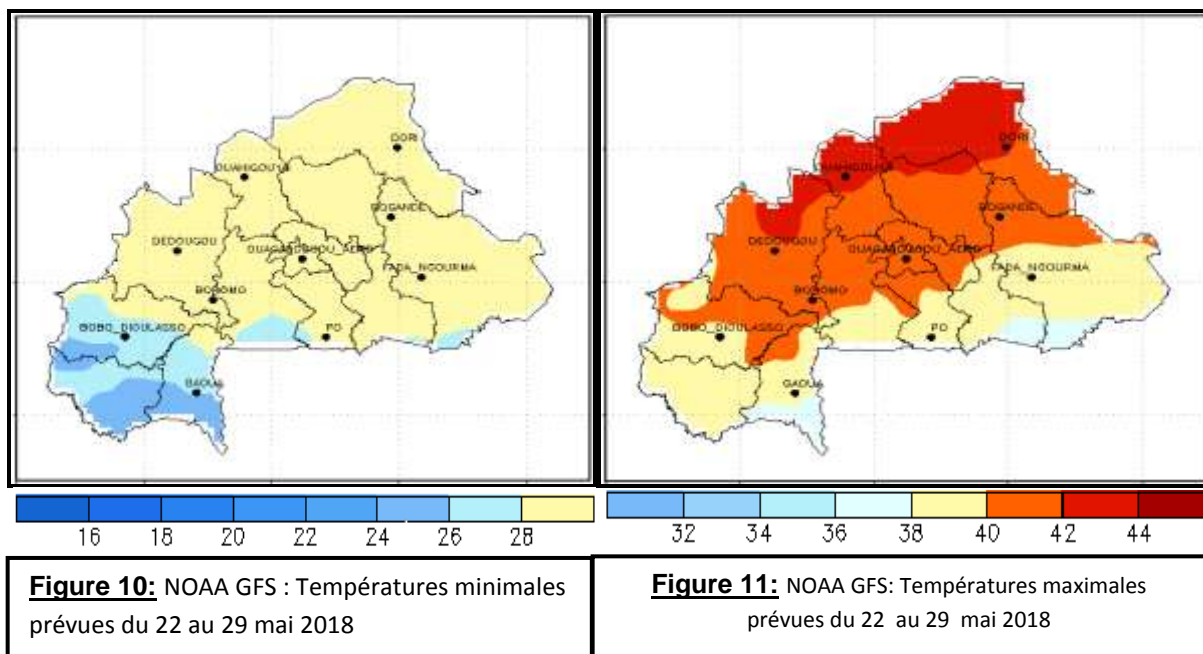 DORI
OUAHIGOUYA
BOGANDE
DEDOUGOU
OUAGADOUGOU_AERO
FADA_NGOURMA
BOROMO
BOBO_DIOULASSO
PO
GAOUA
16 18 20 22 24 26 28
DORI
OUAHIGOUYA
BOGANDE
DEDOUGOU
OUAGADOUGOU_AERO
FADA_NGOURMA
BOROMO
BOBO_DIOULASSO
PO
GAOUA
32 34 36 38 40 42 44
Figure 10: NOAA GFS : Températures minimales
prévues du 22 au 29 mai 2018
Figure 11: NOAA GFS: Températures maximales
prévues du 22 au 29 mai 2018